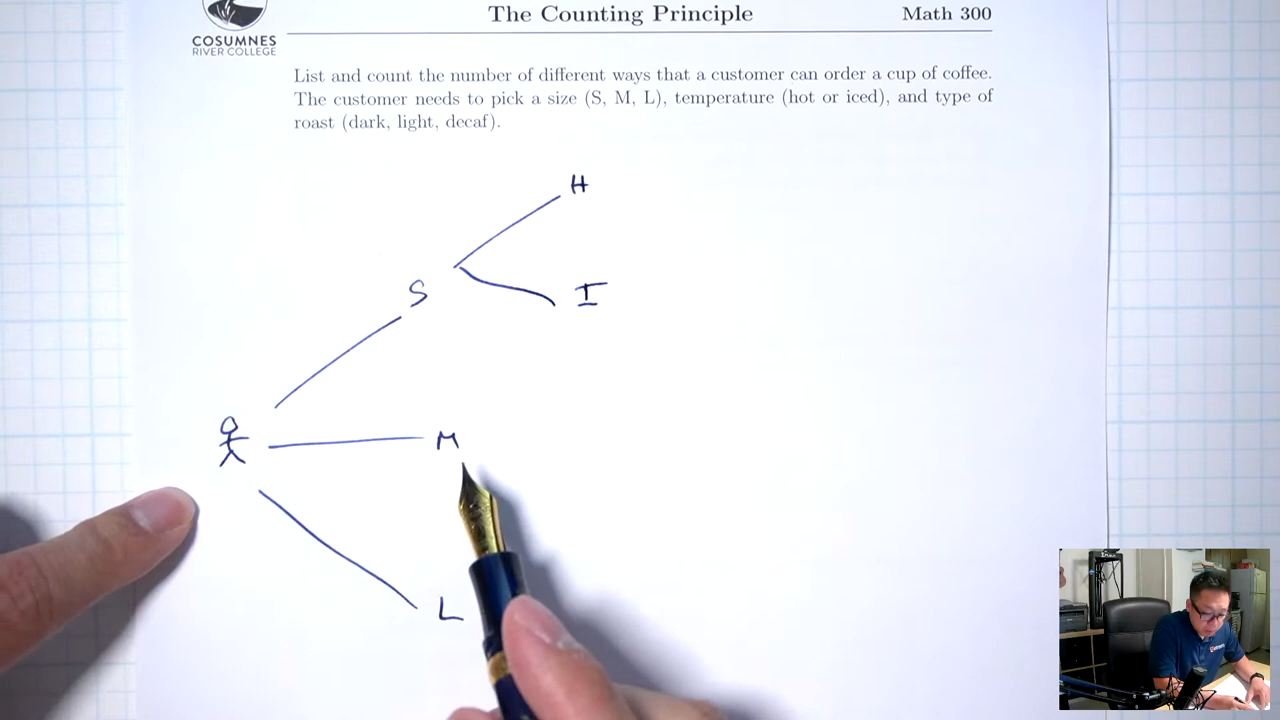 COSUMNES
RIVER COLLEGE
The Counting Principle
Math 300
List and count the number of different ways that a customer can order a cup of coffee.
The customer needs to pick a size (S, M, L), temperature (hot or iced), and type of
roast (dark, light, decaf).
H
S
I
M
L